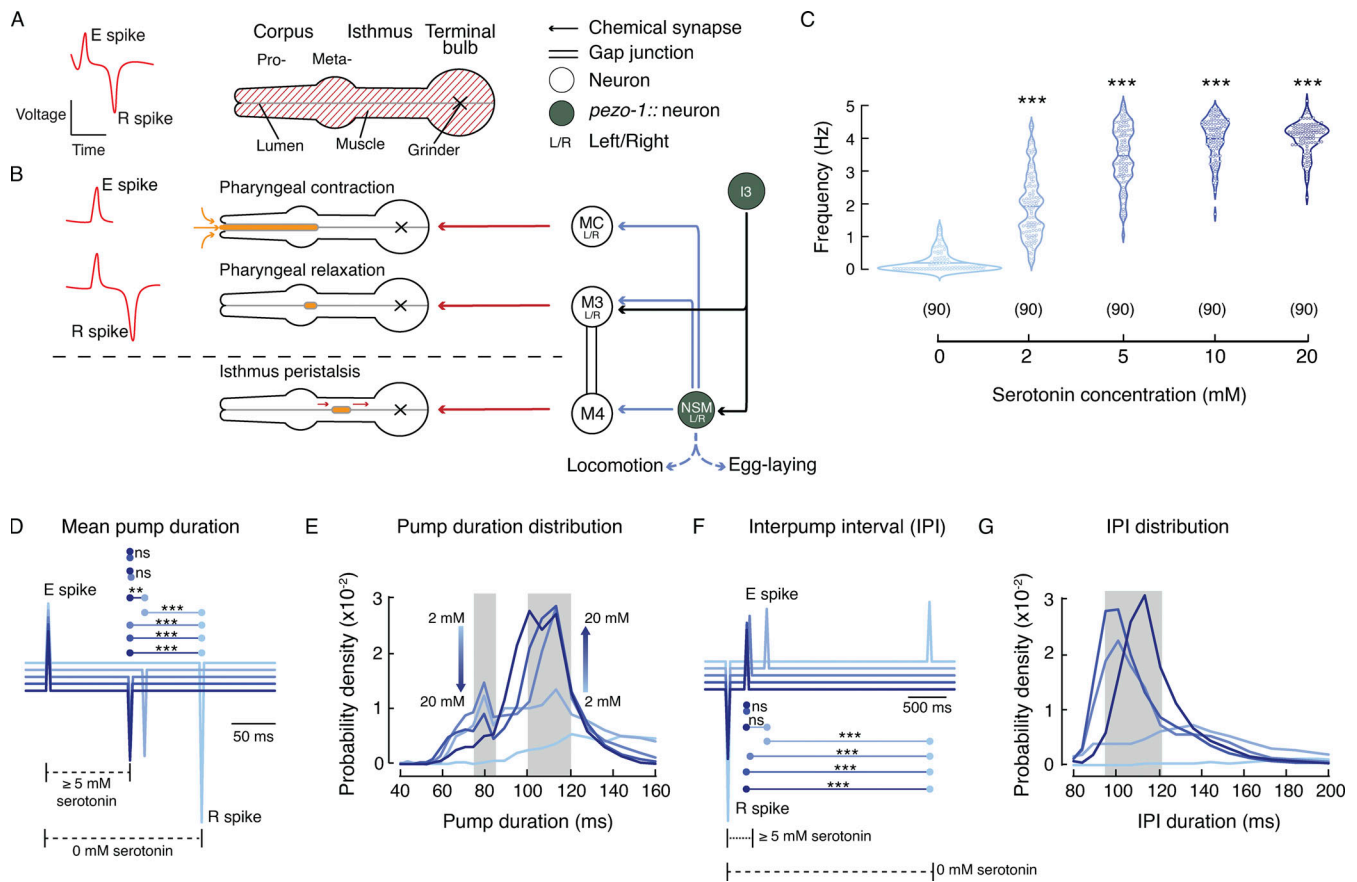 A
E spike
Voltage
Time
R spike
Corpus
Isthmus
Terminal
bulb
Pro-
Meta-
Lumen
Muscle
Grinder
Chemical synapse
Gap junction
Neuron
pezo-1:: neuron
L/R Left/Right
B
E spike
R spike
Pharyngeal contraction
Pharyngeal relaxation
Isthmus peristalsis
MC
L/R
M3
L/R
M4
I3
NSM
L/R
Locomotion
Egg-laying
C
Frequency (Hz)
5
4
3
2
1
0
***
***
***
***
(90)
(90)
(90)
(90)
(90)
0
2
5
10
20
Serotonin concentration (mM)
D
Mean pump duration
ns
ns
**
***
***
***
***
E spike
50 ms
≥ 5 mM
serotonin
R spike
0 mM serotonin
E
Pump duration distribution
Probability density (x10⁻²)
3
2
1
0
2 mM
20 mM
20 mM
2 mM
40 60 80 100 120 140 160
Pump duration (ms)
F
Interpump interval (IPI)
E spike
500 ms
ns
ns
***
***
***
***
R spike
≥ 5 mM serotonin
0 mM serotonin
G
IPI distribution
Probability density (x10⁻²)
3
2
1
0
80 100 120 140 160 180 200
IPI duration (ms)